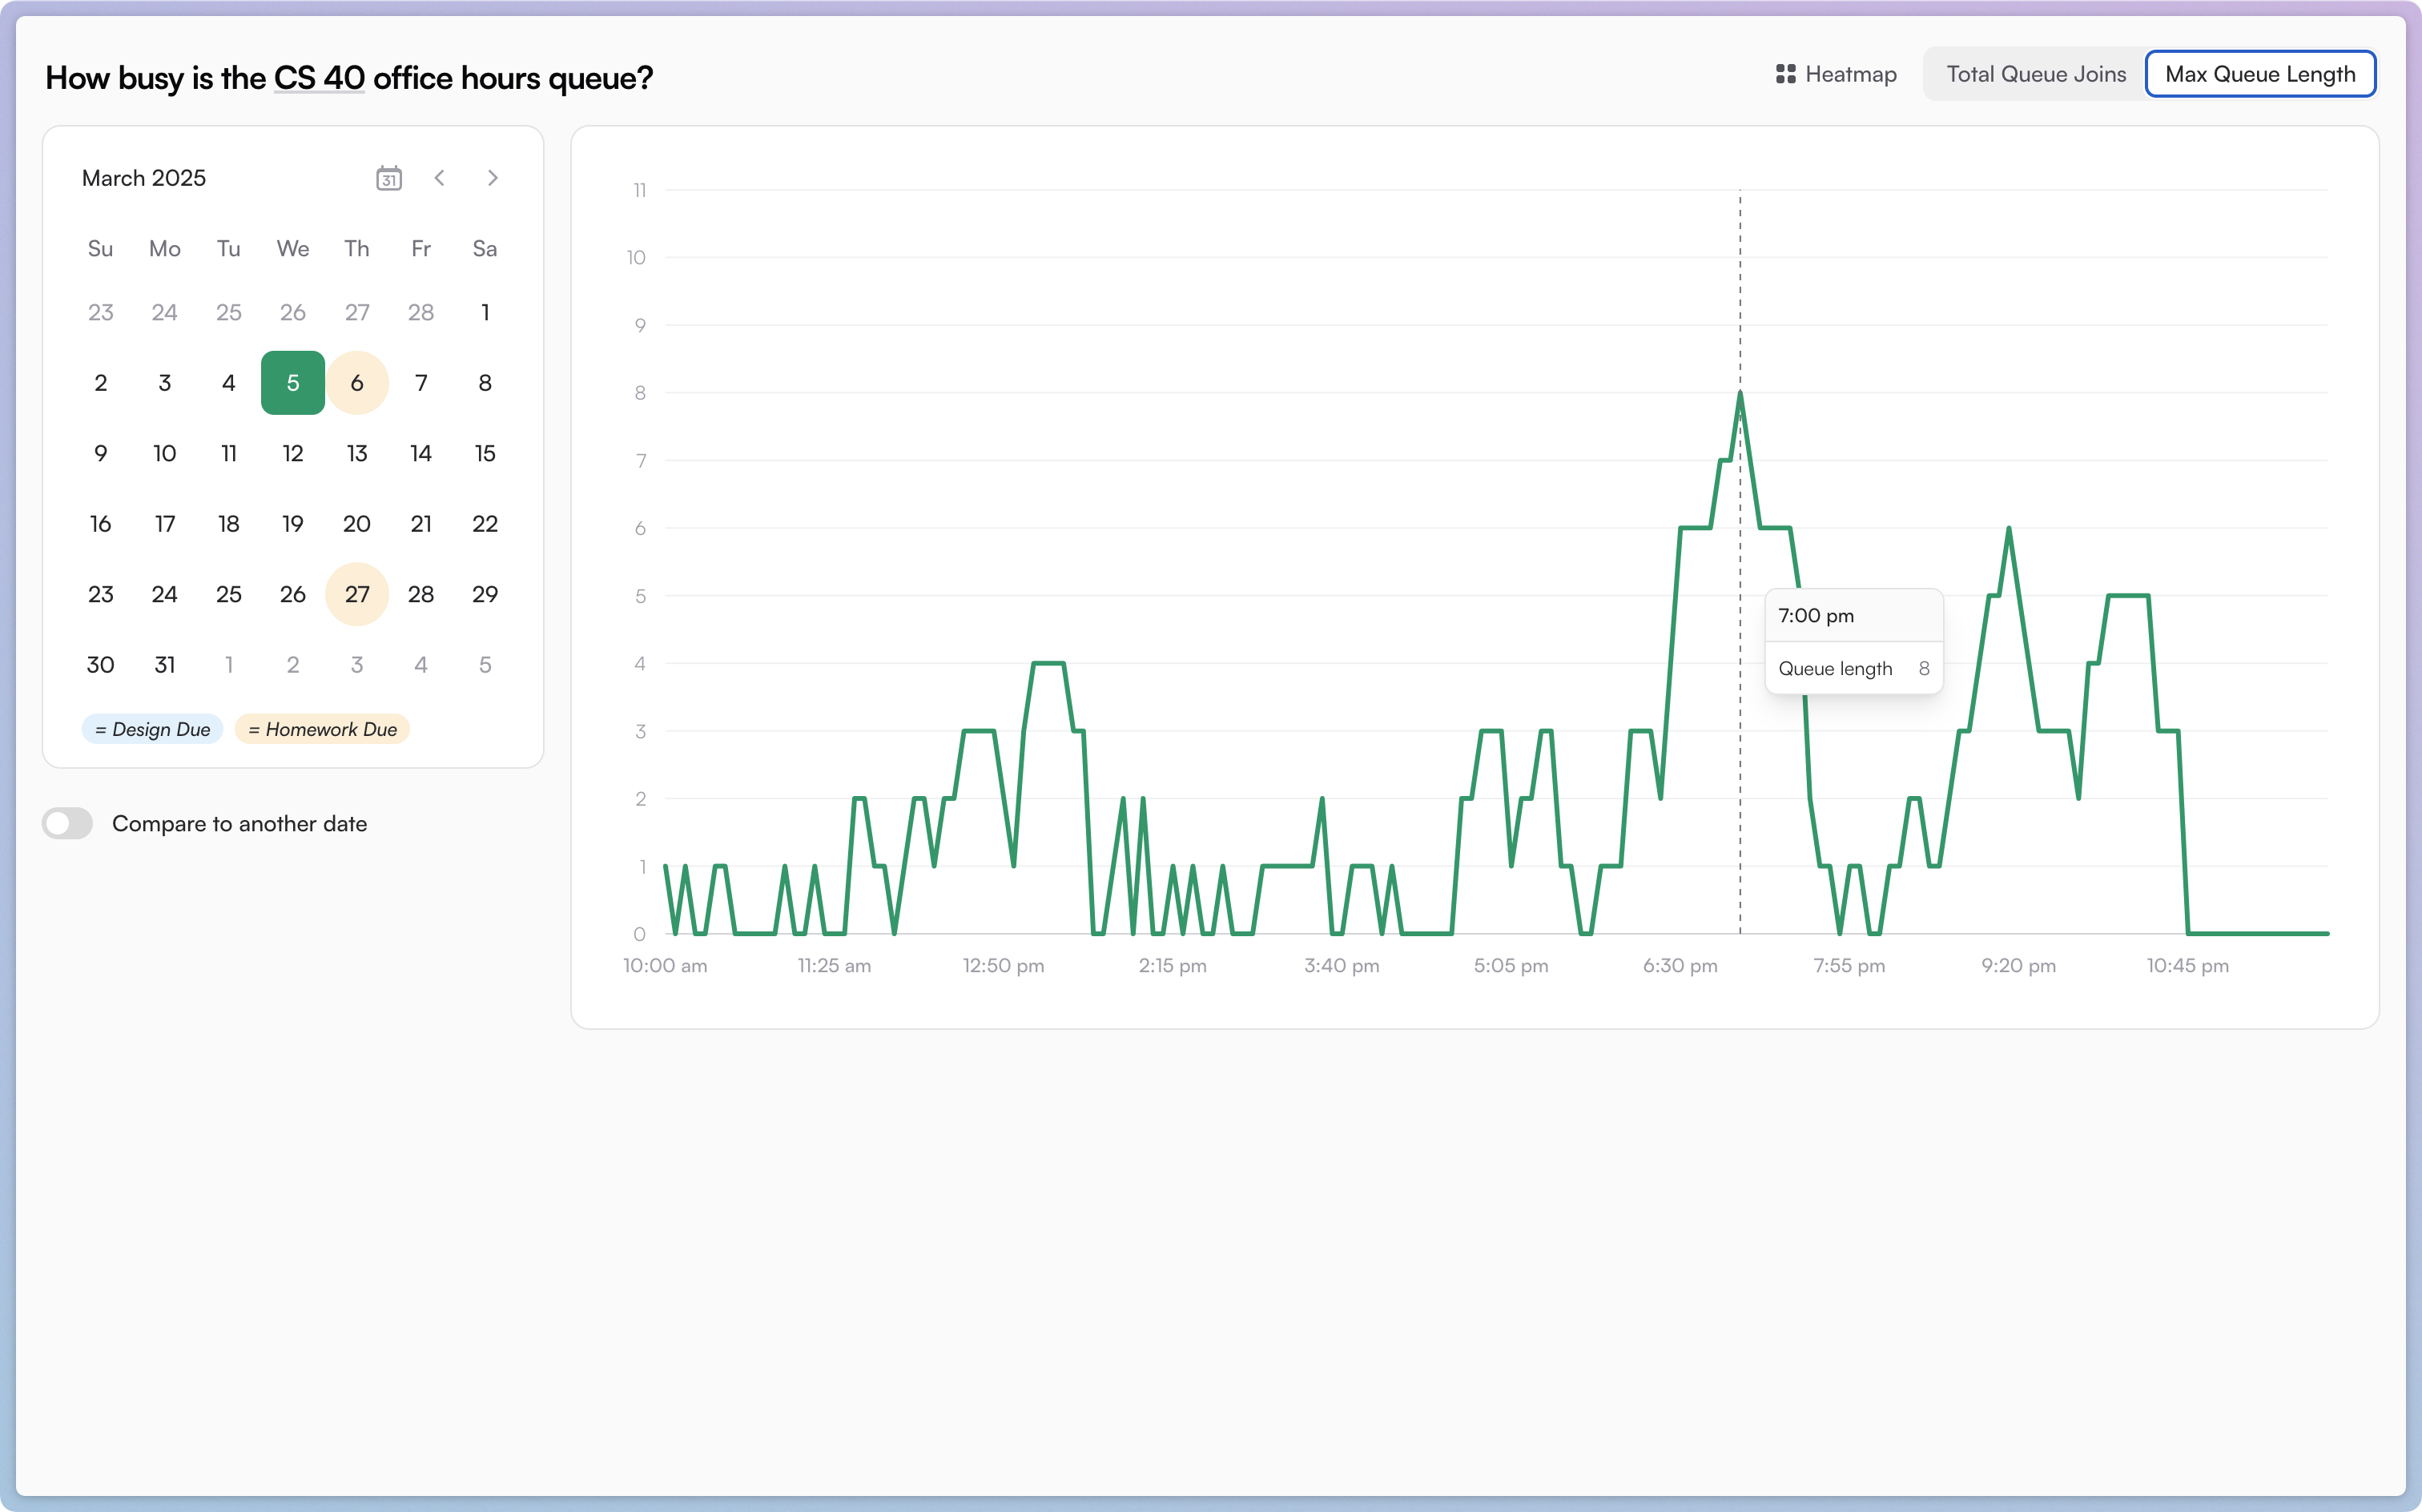 How busy is the CS 40 office hours queue?
Heatmap
Total Queue Joins
Max Queue Length
March 2025
31
Su Mo Tu We Th Fr Sa
23 24 25 26 27 28 1
2 3 4 5 6 7 8
9 10 11 12 13 14 15
16 17 18 19 20 21 22
23 24 25 26 27 28 29
30 31 1 2 3 4 5
= Design Due
= Homework Due
Compare to another date
11
10
9
8
7
6
5
4
3
2
1
0
7:00 pm
Queue length 8
10:00 am 11:25 am 12:50 pm 2:15 pm 3:40 pm 5:05 pm 6:30 pm 7:55 pm 9:20 pm 10:45 pm